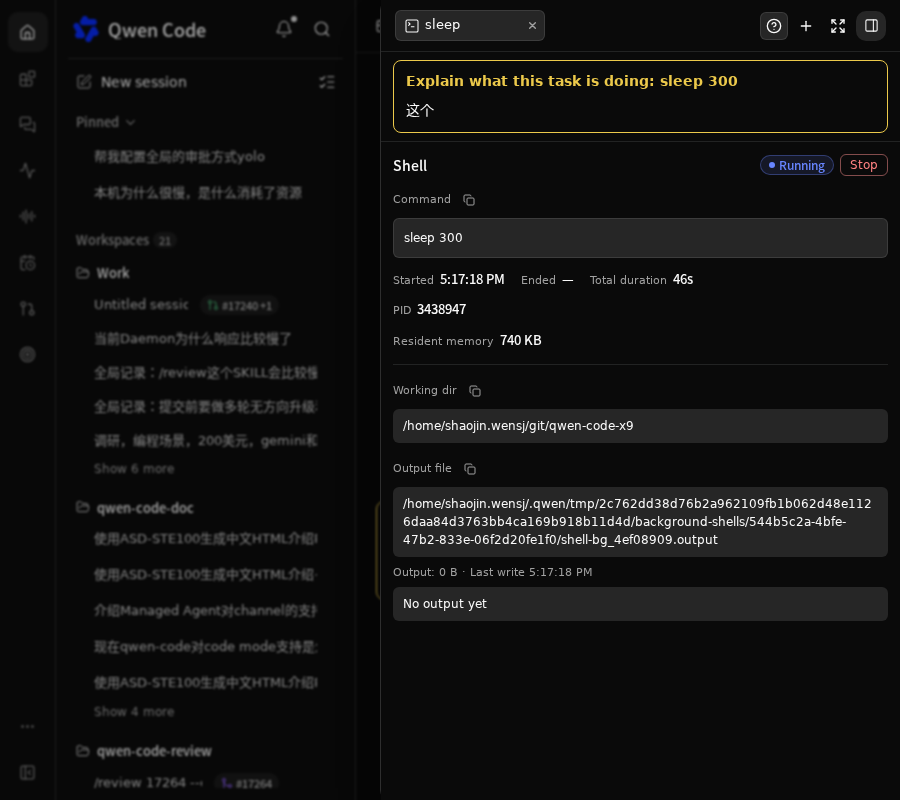 sleep
Qwen Code
Explain what this task is doing: sleep 300
这个
New session
Pinned
帮我配置全局的审批方式yolo
本机为什么很慢，是什么消耗了资源
Workspaces 21
Work
Untitled sessic #17240 +1
当前Daemon为什么响应比较慢了
全局记录：/review这个SKILL会比较慢
全局记录：提交前要做多轮无方向升级
调研，编程场景，200美元，gemini和
Show 6 more
qwen-code-doc
使用ASD-STE100生成中文HTML介绍
使用ASD-STE100生成中文HTML介绍
介绍Managed Agent对channel的支持
现在qwen-code对code mode支持是
使用ASD-STE100生成中文HTML介绍
Show 4 more
qwen-code-review
/review 17264 #17264
Shell
Running
Stop
Command
sleep 300
Started 5:17:18 PM Ended — Total duration 46s
PID 3438947
Resident memory 740 KB
Working dir
/home/shaojin.wensj/git/qwen-code-x9
Output file
/home/shaojin.wensj/.qwen/tmp/2c762dd38d76b2a962109fb1b062d48e112
6daa84d3763bb4ca169b918b11d4d/background-shells/544b5c2a-4bfe-
47b2-833e-06f2d20fe1f0/shell-bg_4ef08909.output
Output: 0 B · Last write 5:17:18 PM
No output yet